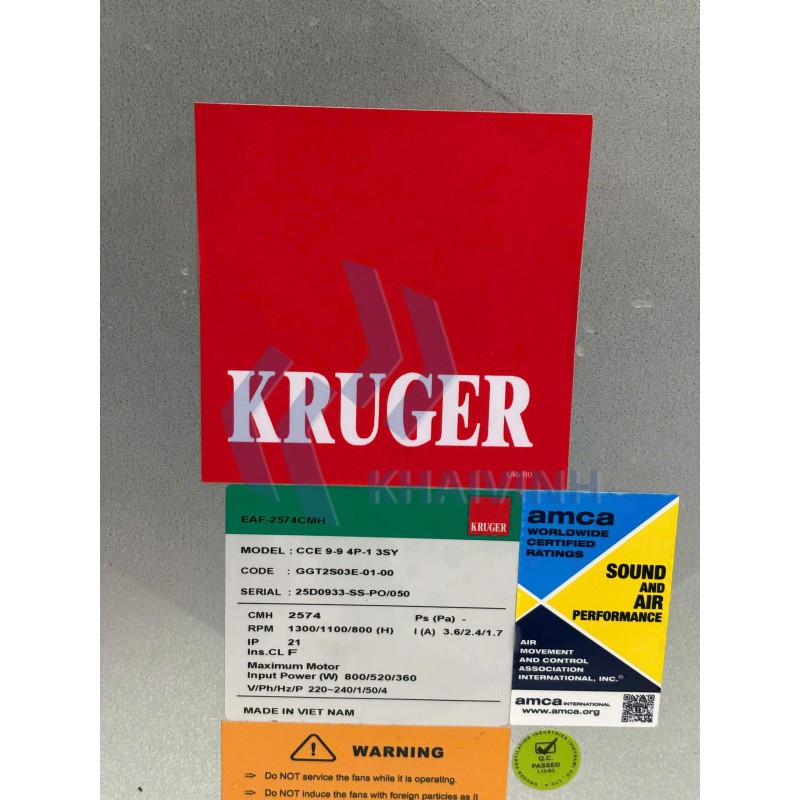 KRUGER
KHAIVINH
EAF-2574CMH
KRUGER
MODEL : CCE 9-9 4P-1 3SY
CODE : GGT2S03E-01-00
SERIAL : 25D0933-SS-PO/050
CMH 2574 Ps (Pa) -
RPM 1300/1100/800 (H) I (A) 3.6/2.4/1.7
IP 21
Ins.CL F
Maximum Motor
Input Power (W) 800/520/360
V/Ph/Hz/P 220~240/1/50/4
MADE IN VIET NAM
amca
WORLDWIDE
CERTIFIED
RATINGS
SOUND
AND
AIR
PERFORMANCE
AIR
MOVEMENT
AND CONTROL
ASSOCIATION
INTERNATIONAL, INC.®
amca INTERNATIONAL
www.amca.org
WARNING
⇒ Do NOT service the fans while it is operating.
⇒ Do NOT induce the fans with foreign particles as it
Q.C.
PASSED